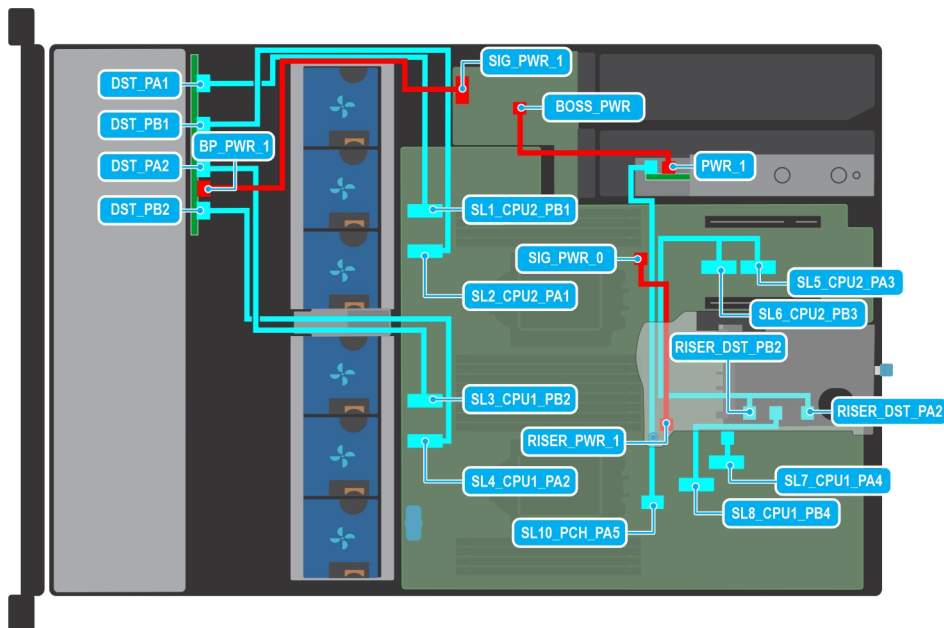 SIG_PWR_1
DST_PA1
BOSS_PWR
DST_PB1
BP_PWR_1
DST_PA2
PWR_1
DST_PB2
SL1_CPU2_PB1
SIG_PWR_0
SL5_CPU2_PA3
SL2_CPU2_PA1
SL6_CPU2_PB3
RISER_DST_PB2
SL3_CPU1_PB2
RISER_DST_PA2
RISER_PWR_1
SL4_CPU1_PA2
SL7_CPU1_PA4
SL8_CPU1_PB4
SL10_PCH_PA5